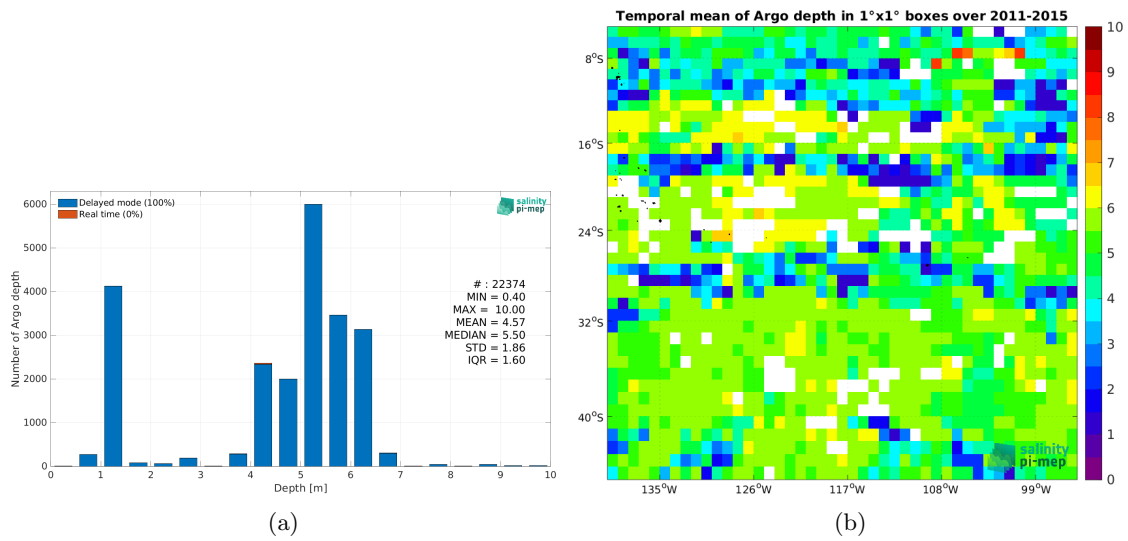 Delayed mode (100%)
Real time (0%)
salinity
pi-mep
Number of Argo depth
6000
5000
4000
3000
2000
1000
0
# : 22374
MIN = 0.40
MAX = 10.00
MEAN = 4.57
MEDIAN = 5.50
STD = 1.86
IQR = 1.60
0 1 2 3 4 5 6 7 8 9 10
Depth [m]
(a)
Temporal mean of Argo depth in 1°x1° boxes over 2011-2015
8°S
16°S
24°S
32°S
40°S
135°W 126°W 117°W 108°W 99°W
salinity
pi-mep
10
9
8
7
6
5
4
3
2
1
0
(b)